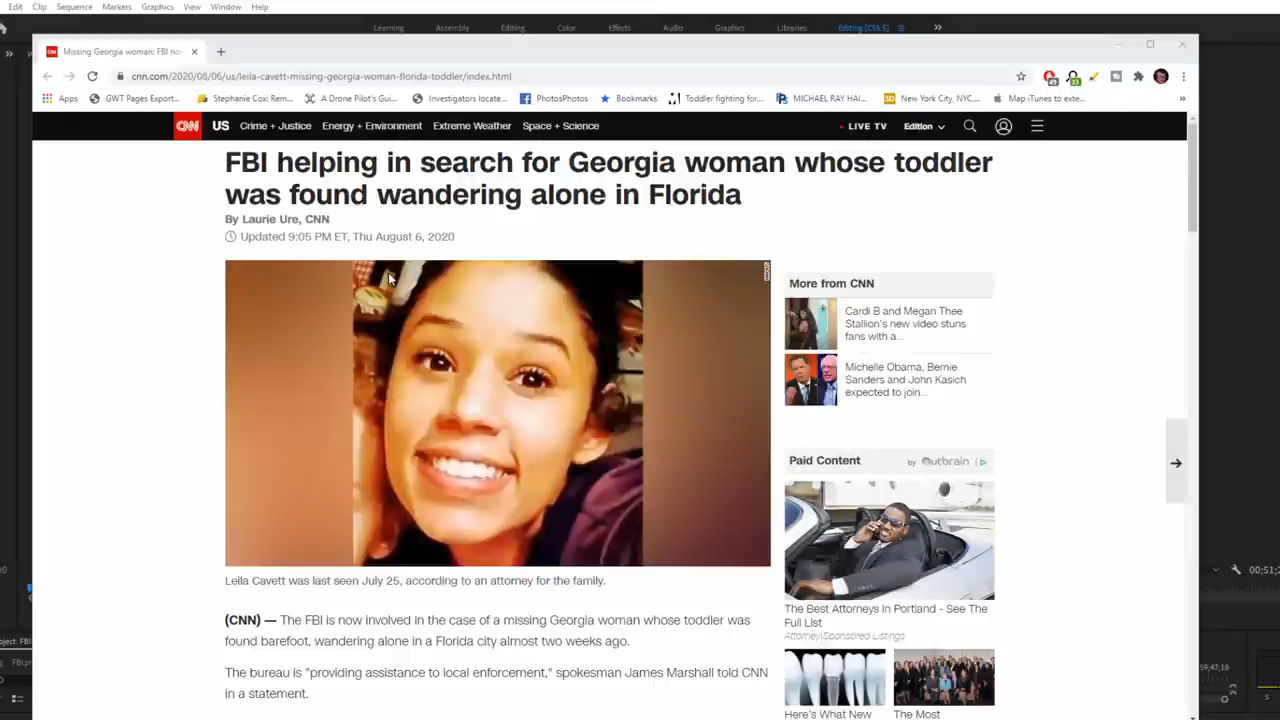 Edit Clip Sequence Markers Graphics View Window Help
Learning Assembly Editing Color Effects Audio Graphics Libraries Editing (CS5.5)
Missing Georgia woman: FBI no
cnn.com/2020/08/06/us/leila-cavett-missing-georgia-woman-florida-toddler/index.html
Apps GWT Pages Export... Stephanie Cox: Rem... A Drone Pilot's Gui... Investigators locate... PhotosPhotos Bookmarks Toddler fighting for... MICHAEL RAY HAI... New York City, NYC,... Map iTunes to exte...
CNN US Crime + Justice Energy + Environment Extreme Weather Space + Science LIVE TV Edition
FBI helping in search for Georgia woman whose toddler
was found wandering alone in Florida
By Laurie Ure, CNN
Updated 9:05 PM ET, Thu August 6, 2020
Leila Cavett was last seen July 25, according to an attorney for the family.
(CNN) — The FBI is now involved in the case of a missing Georgia woman whose toddler was
found barefoot, wandering alone in a Florida city almost two weeks ago.
The bureau is "providing assistance to local enforcement," spokesman James Marshall told CNN
in a statement.
More from CNN
Cardi B and Megan Thee
Stallion's new video stuns
fans with a...
Michelle Obama, Bernie
Sanders and John Kasich
expected to join...
Paid Content by Outbrain
The Best Attorneys In Portland - See The
Full List
Attorney|Sponsored Listings
Here's What New
The Most